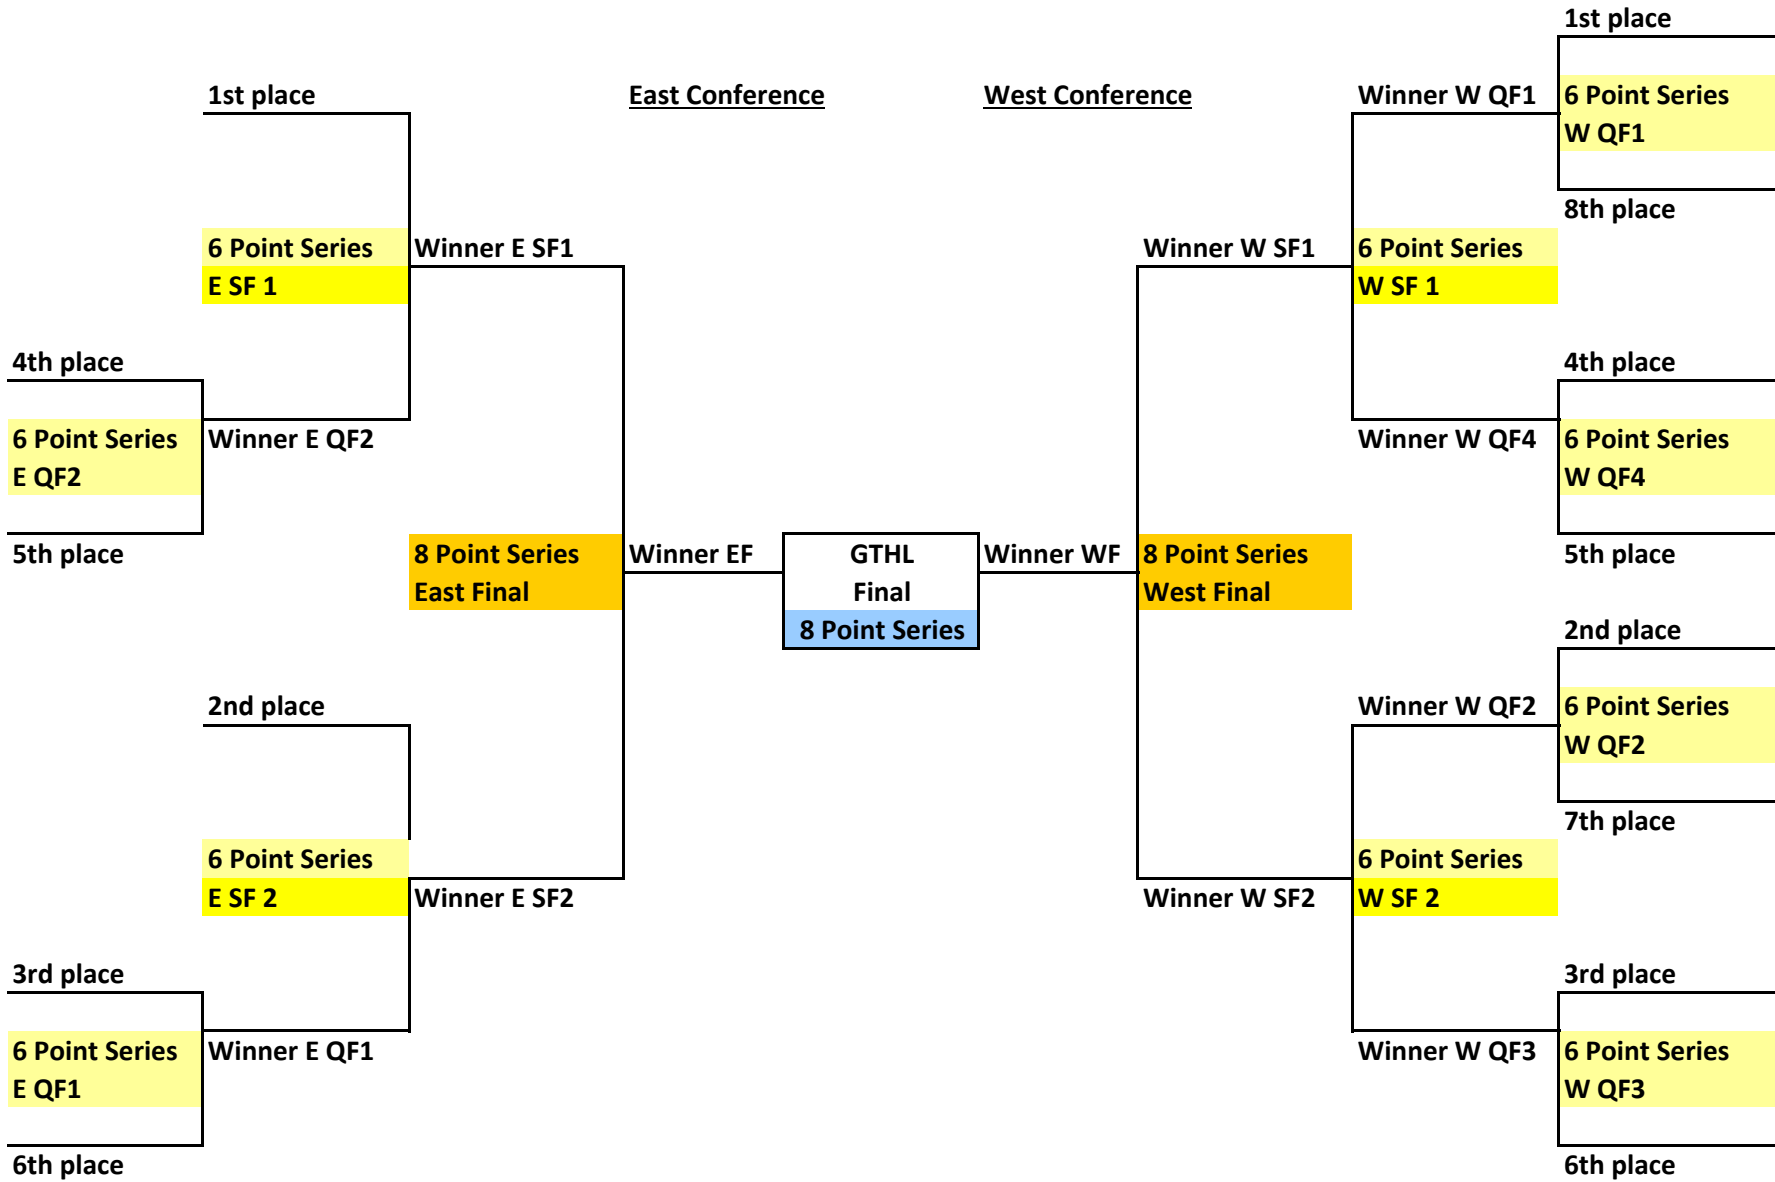 1st place
1st place
East Conference
West Conference
Winner W QF1
6 Point Series
W QF1
8th place
6 Point Series
E SF 1
Winner E SF1
Winner W SF1
6 Point Series
W SF 1
4th place
4th place
6 Point Series
E QF2
Winner E QF2
Winner W QF4
6 Point Series
W QF4
5th place
8 Point Series
East Final
Winner EF
GTHL
Final
8 Point Series
Winner WF
8 Point Series
West Final
5th place
2nd place
2nd place
Winner W QF2
6 Point Series
W QF2
7th place
6 Point Series
E SF 2
Winner E SF2
Winner W SF2
6 Point Series
W SF 2
3rd place
3rd place
6 Point Series
E QF1
Winner E QF1
Winner W QF3
6 Point Series
W QF3
6th place
6th place